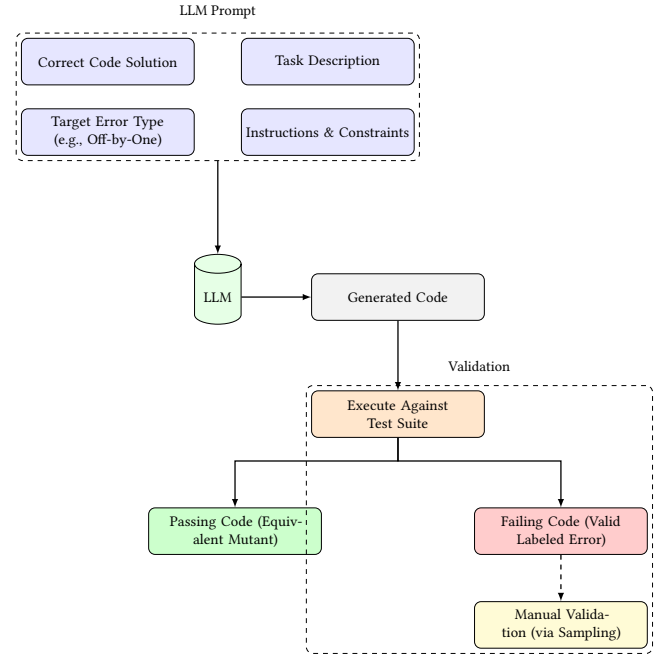 LLM Prompt
Correct Code Solution
Task Description
Target Error Type
(e.g., Off-by-One)
Instructions & Constraints
LLM
Generated Code
Validation
Execute Against
Test Suite
Passing Code (Equiv-
alent Mutant)
Failing Code (Valid
Labeled Error)
Manual Valida-
tion (via Sampling)